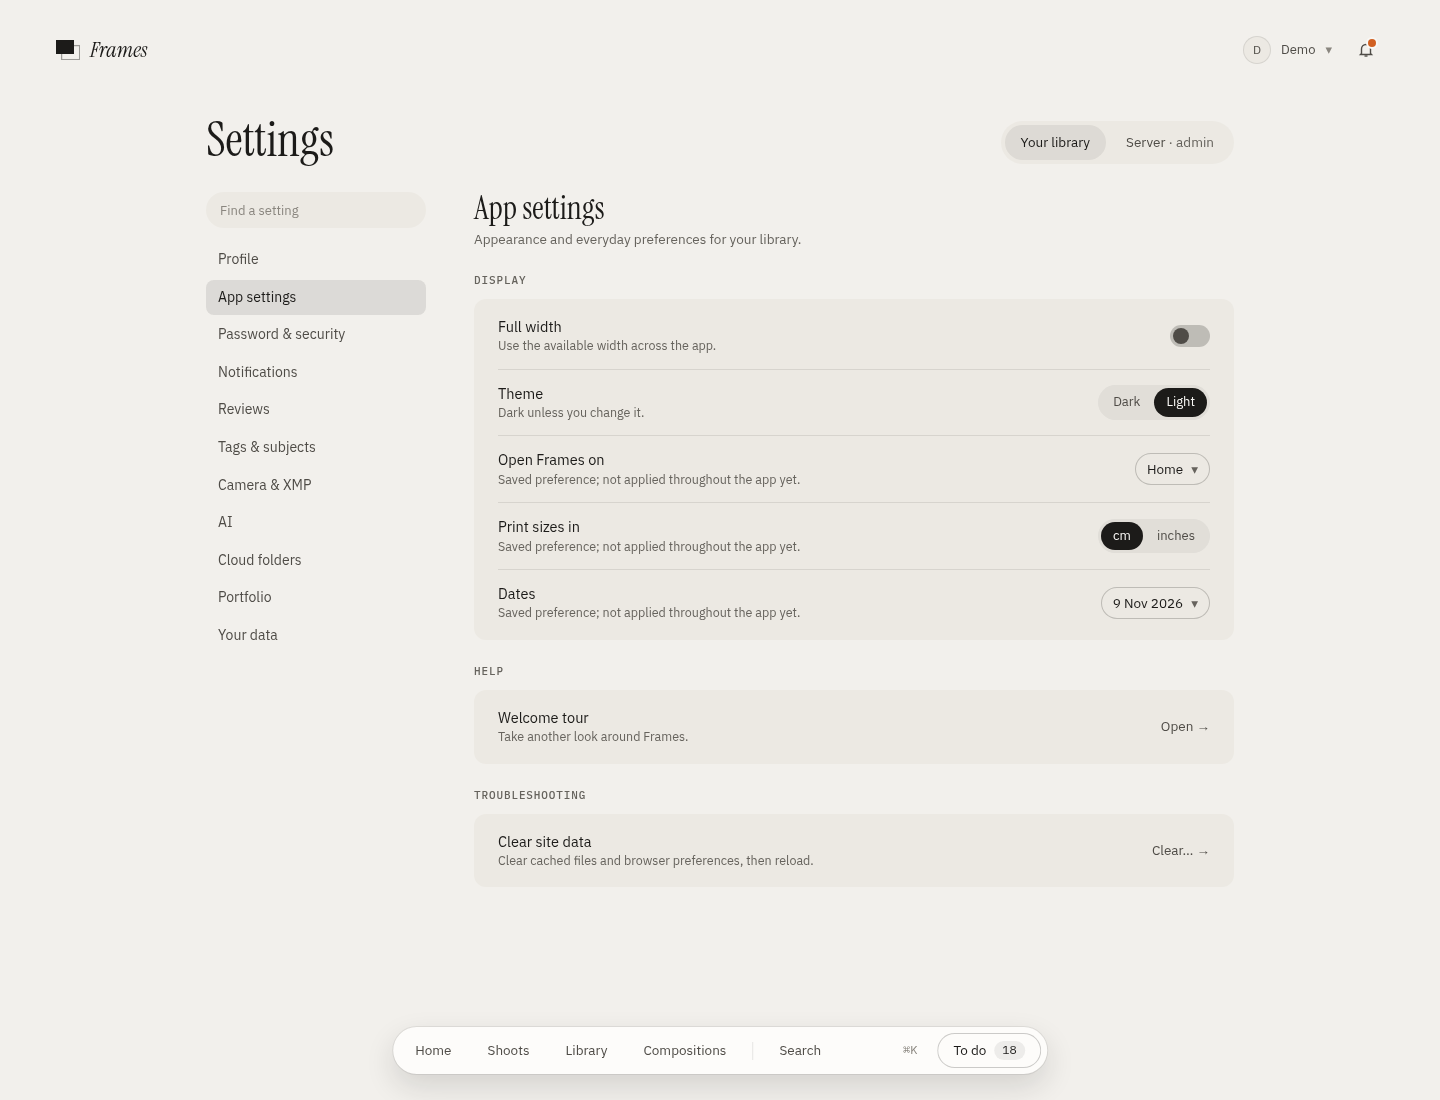 Frames
D Demo ▾
Settings
Your library
Server · admin
Find a setting
Profile
App settings
Password & security
Notifications
Reviews
Tags & subjects
Camera & XMP
AI
Cloud folders
Portfolio
Your data
App settings
Appearance and everyday preferences for your library.
DISPLAY
Full width
Use the available width across the app.
Theme
Dark unless you change it.
Dark Light
Open Frames on
Saved preference; not applied throughout the app yet.
Home ▾
Print sizes in
Saved preference; not applied throughout the app yet.
cm inches
Dates
Saved preference; not applied throughout the app yet.
9 Nov 2026 ▾
HELP
Welcome tour
Take another look around Frames.
Open →
TROUBLESHOOTING
Clear site data
Clear cached files and browser preferences, then reload.
Clear… →
Home Shoots Library Compositions Search ⌘K To do 18